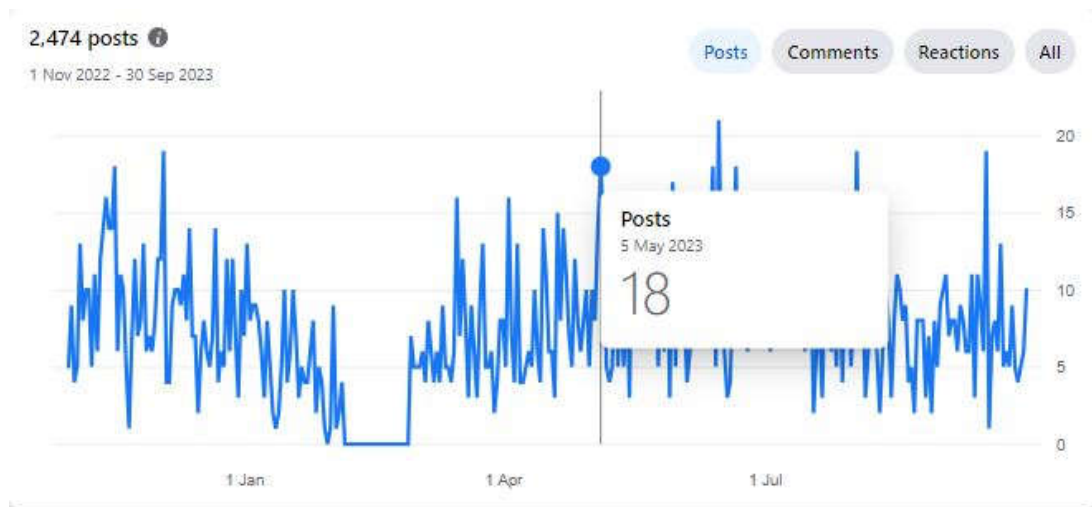 2,474 posts
1 Nov 2022 - 30 Sep 2023
Posts
Comments
Reactions
All
20
15
10
5
0
Posts
5 May 2023
18
1 Jan
1 Apr
1 Jul